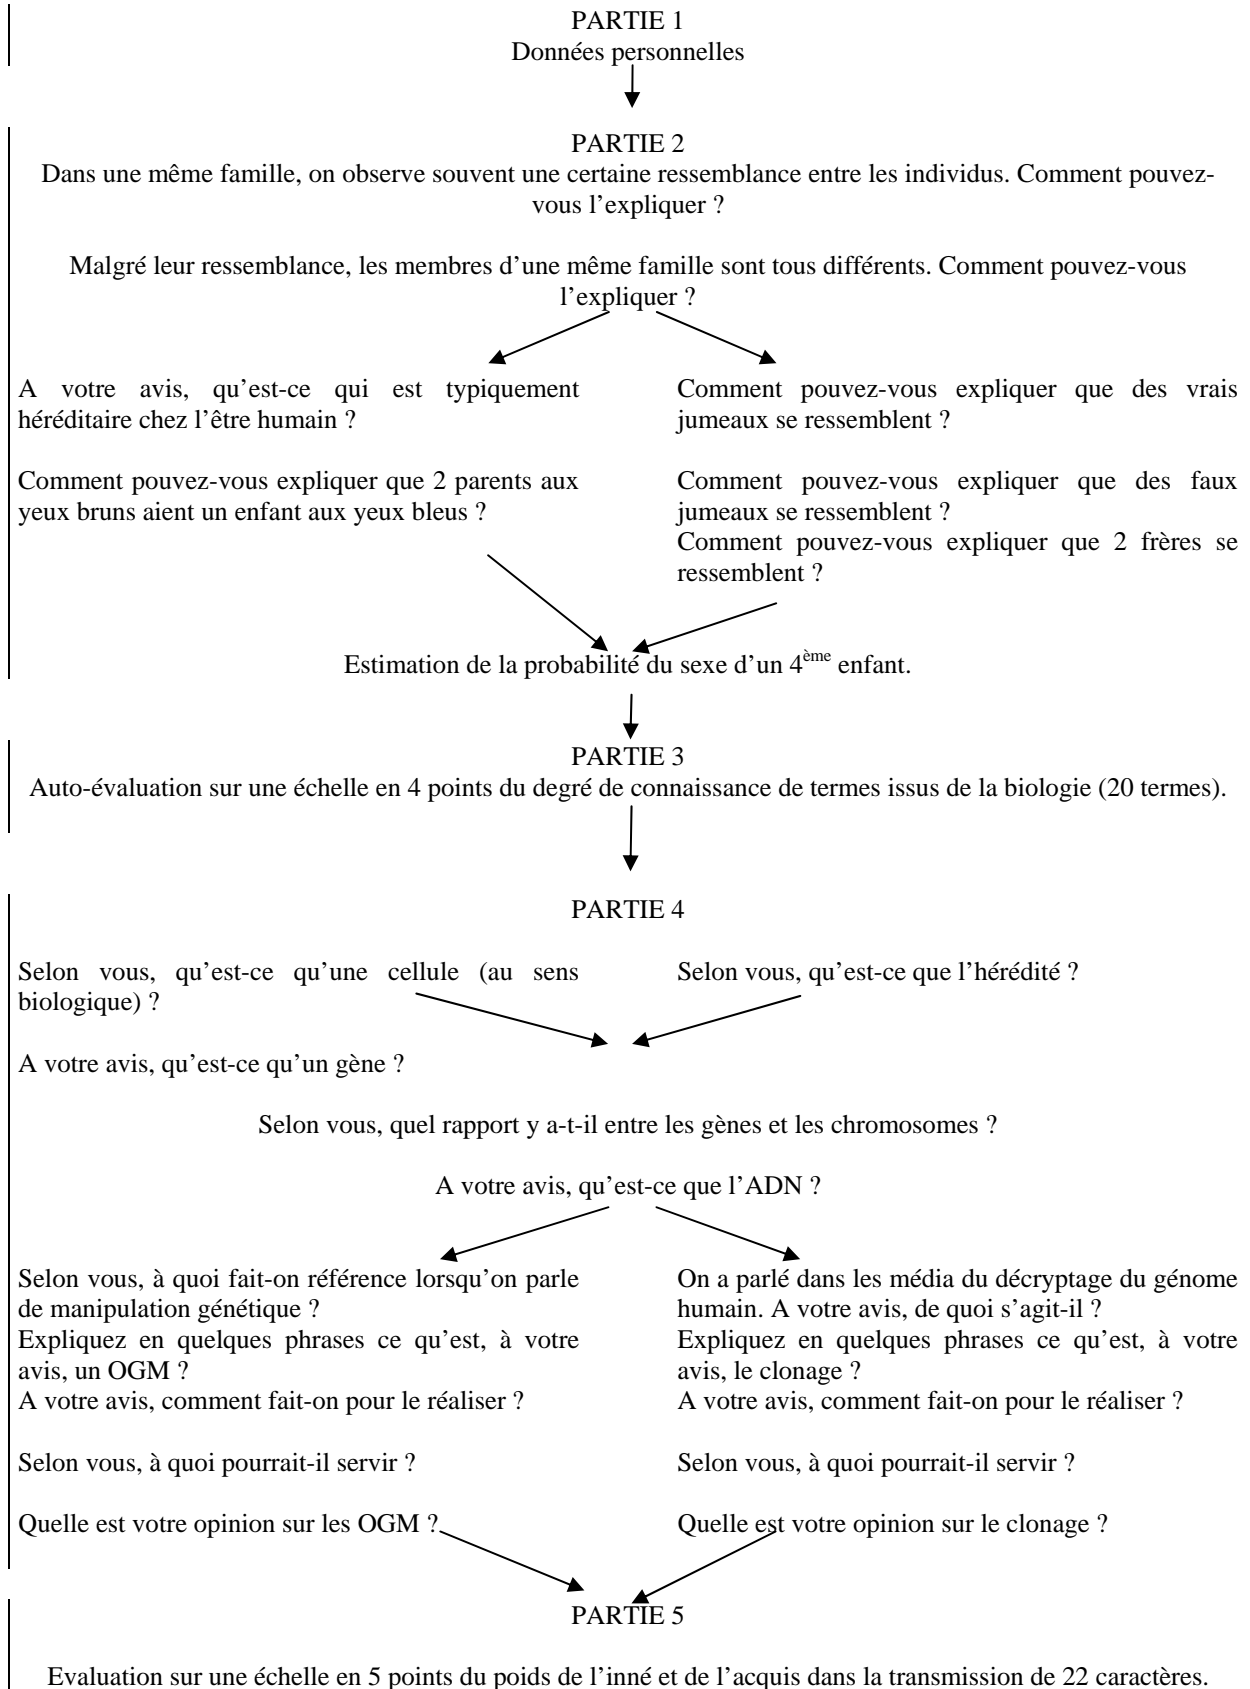 PARTIE 1
Données personnelles
PARTIE 2
Dans une même famille, on observe souvent une certaine ressemblance entre les individus. Comment pouvez-
vous l’expliquer ?
Malgré leur ressemblance, les membres d’une même famille sont tous différents. Comment pouvez-vous
l’expliquer ?
A votre avis, qu’est-ce qui est typiquement
héréditaire chez l’être humain ?
Comment pouvez-vous expliquer que 2 parents aux
yeux bruns aient un enfant aux yeux bleus ?
Comment pouvez-vous expliquer que des vrais
jumeaux se ressemblent ?
Comment pouvez-vous expliquer que des faux
jumeaux se ressemblent ?
Comment pouvez-vous expliquer que 2 frères se
ressemblent ?
Estimation de la probabilité du sexe d’un 4ème enfant.
PARTIE 3
Auto-évaluation sur une échelle en 4 points du degré de connaissance de termes issus de la biologie (20 termes).
PARTIE 4
Selon vous, qu’est-ce qu’une cellule (au sens
biologique) ?
Selon vous, qu’est-ce que l’hérédité ?
A votre avis, qu’est-ce qu’un gène ?
Selon vous, quel rapport y a-t-il entre les gènes et les chromosomes ?
A votre avis, qu’est-ce que l’ADN ?
Selon vous, à quoi fait-on référence lorsqu’on parle
de manipulation génétique ?
Expliquez en quelques phrases ce qu’est, à votre
avis, un OGM ?
A votre avis, comment fait-on pour le réaliser ?
Selon vous, à quoi pourrait-il servir ?
Quelle est votre opinion sur les OGM ?
On a parlé dans les média du décryptage du génome
humain. A votre avis, de quoi s’agit-il ?
Expliquez en quelques phrases ce qu’est, à votre
avis, le clonage ?
A votre avis, comment fait-on pour le réaliser ?
Selon vous, à quoi pourrait-il servir ?
Quelle est votre opinion sur le clonage ?
PARTIE 5
Evaluation sur une échelle en 5 points du poids de l’inné et de l’acquis dans la transmission de 22 caractères.